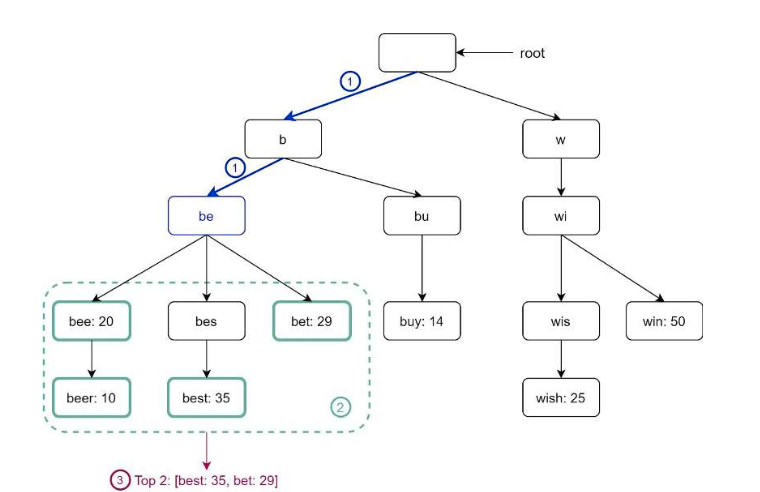 root
1
b
w
1
be
bu
wi
bee: 20
bes
bet: 29
buy: 14
wis
win: 50
beer: 10
best: 35
2
wish: 25
3 Top 2: [best: 35, bet: 29]